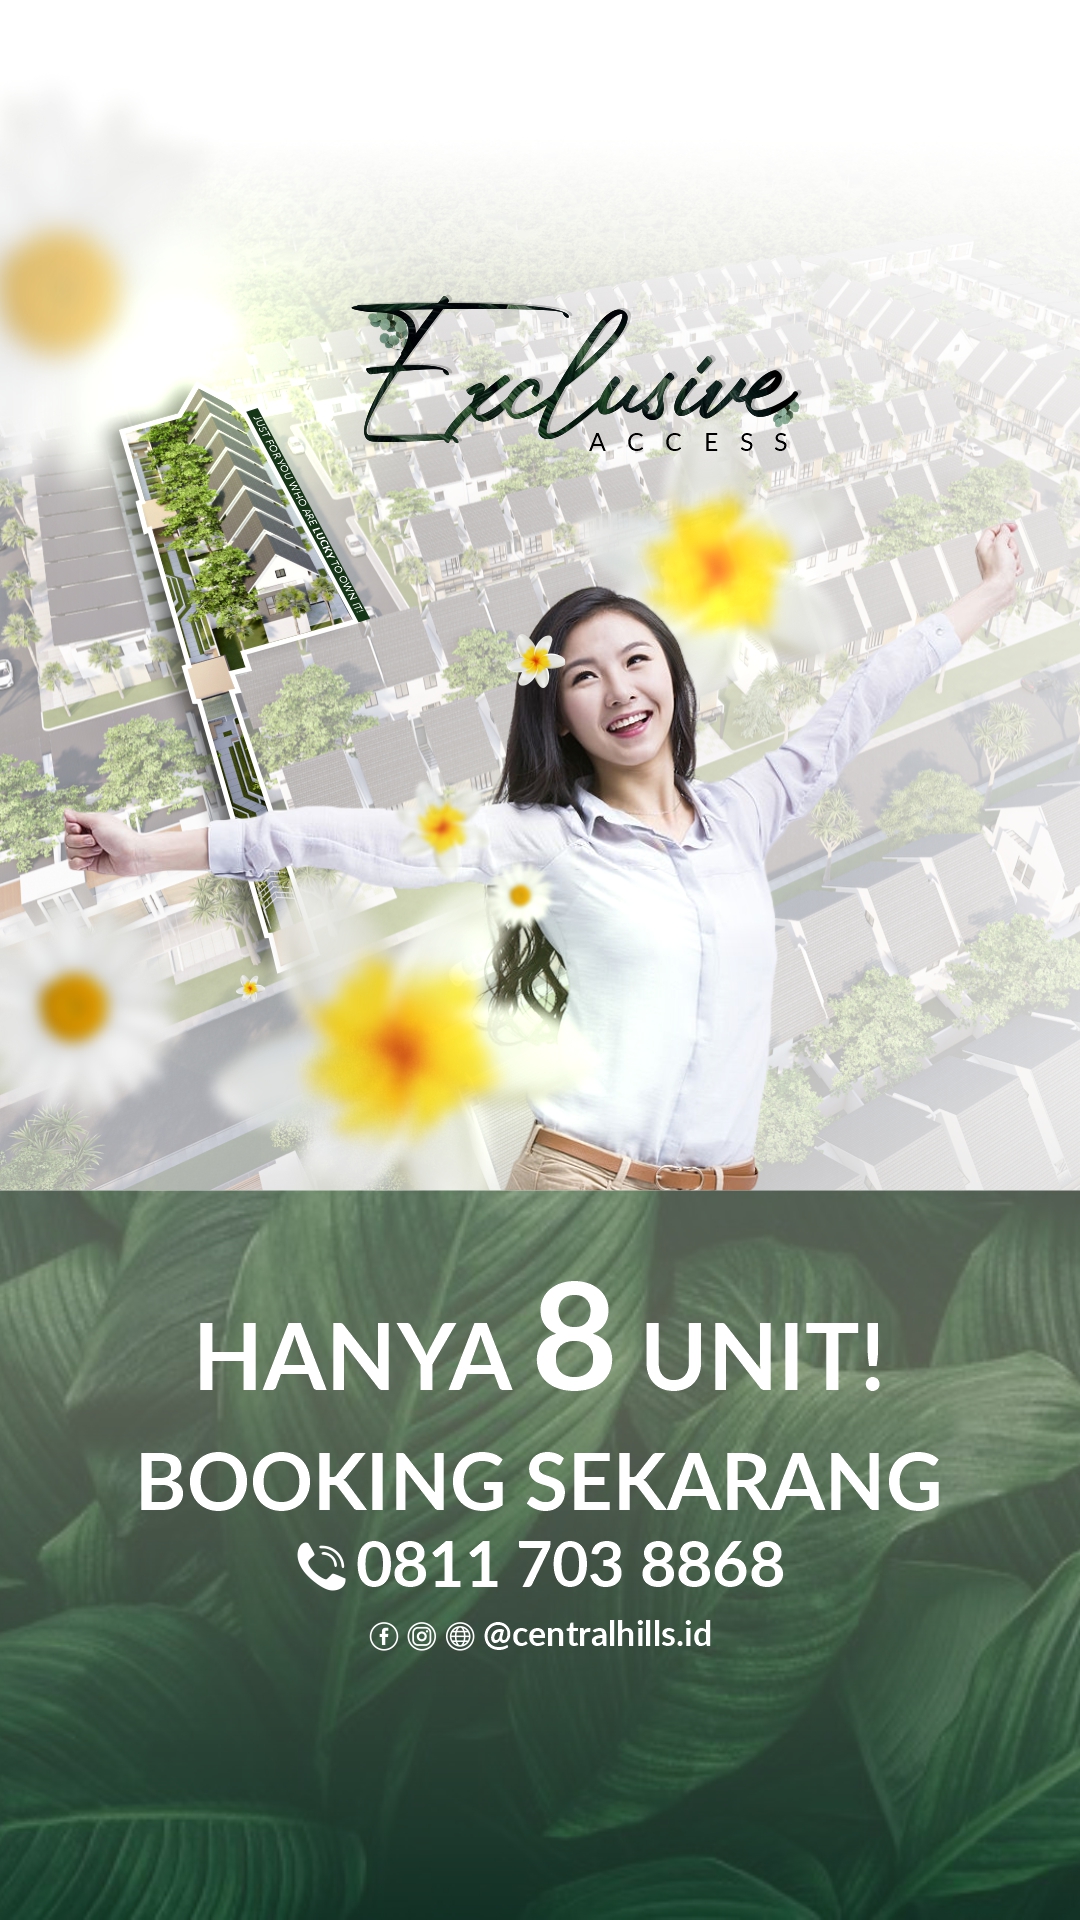 Exclusive
ACCESS
JUST FOR YOU WHO ARE LUCKY TO OWN IT!
HANYA 8 UNIT!
BOOKING SEKARANG
0811 703 8868
@centralhills.id